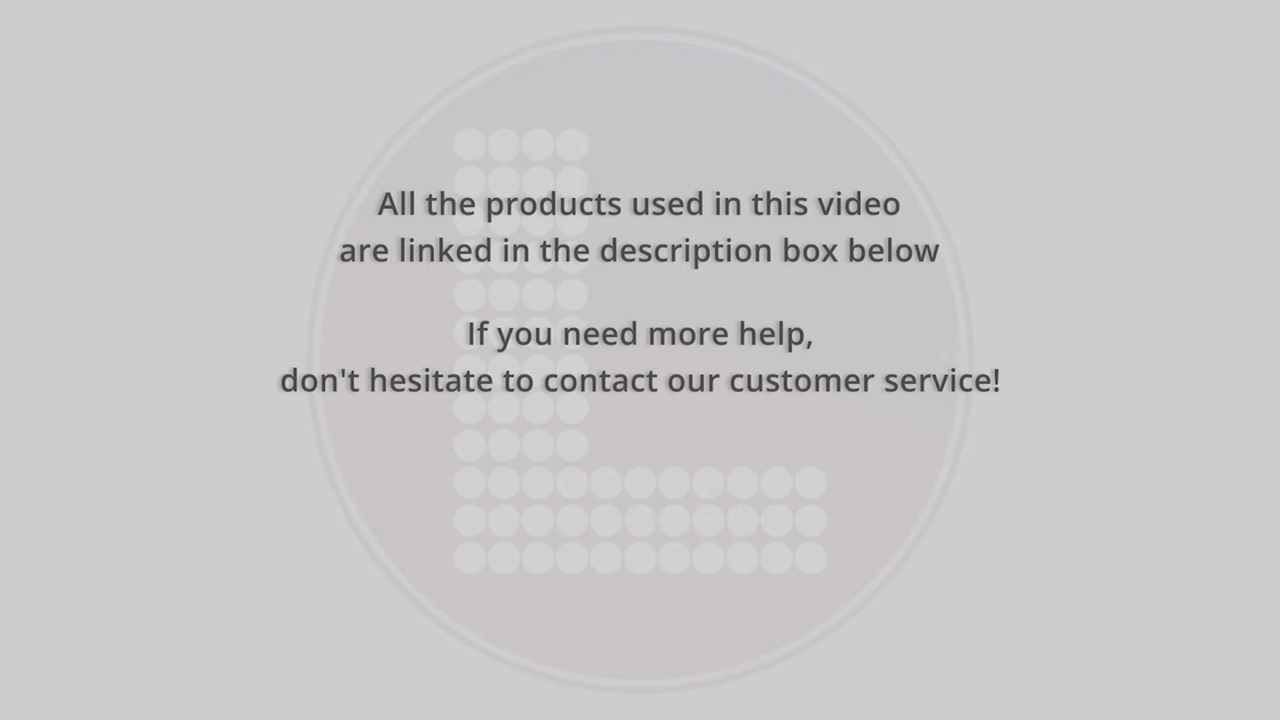 All the products used in this video
are linked in the description box below
If you need more help,
don't hesitate to contact our customer service!